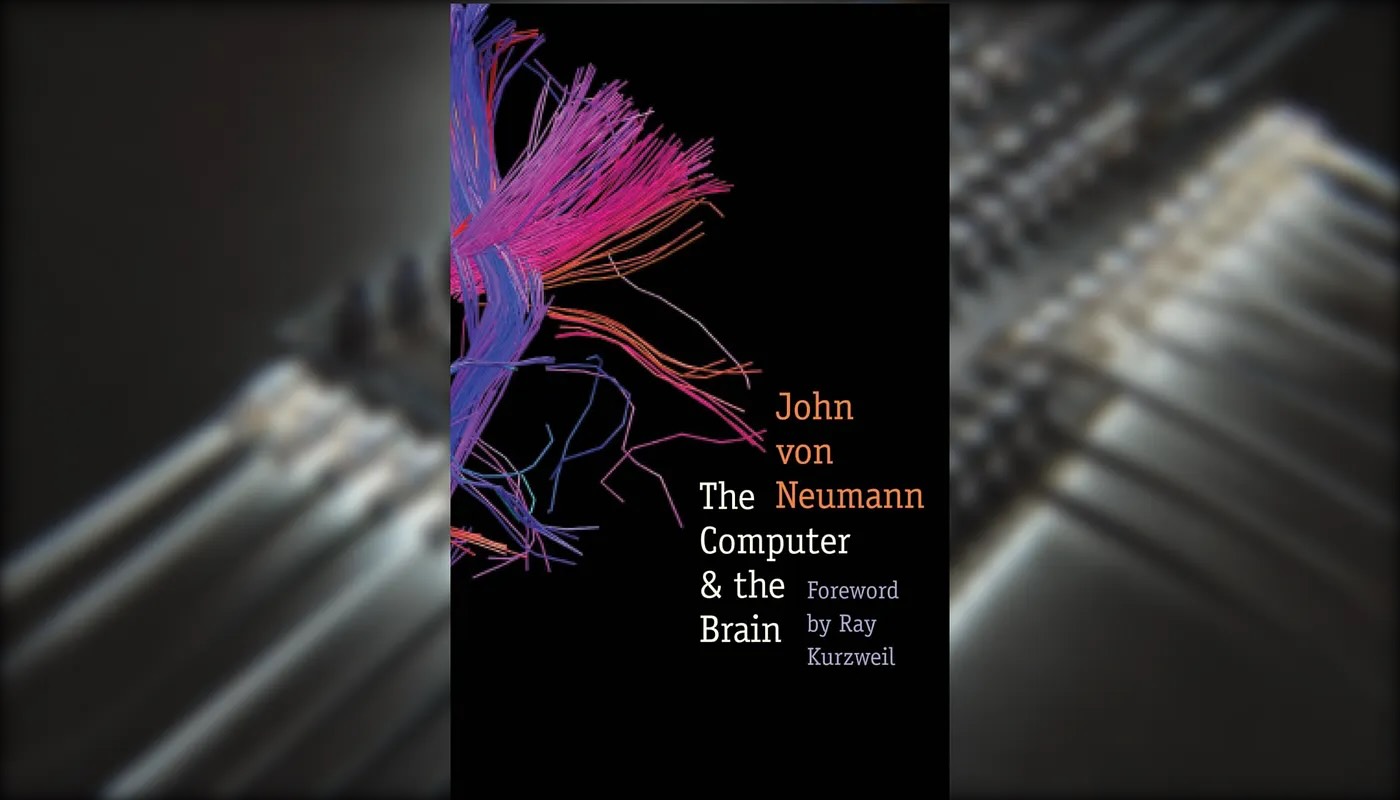 John
von
Neumann
The
Computer
& the
Brain
Foreword
by Ray
Kurzweil